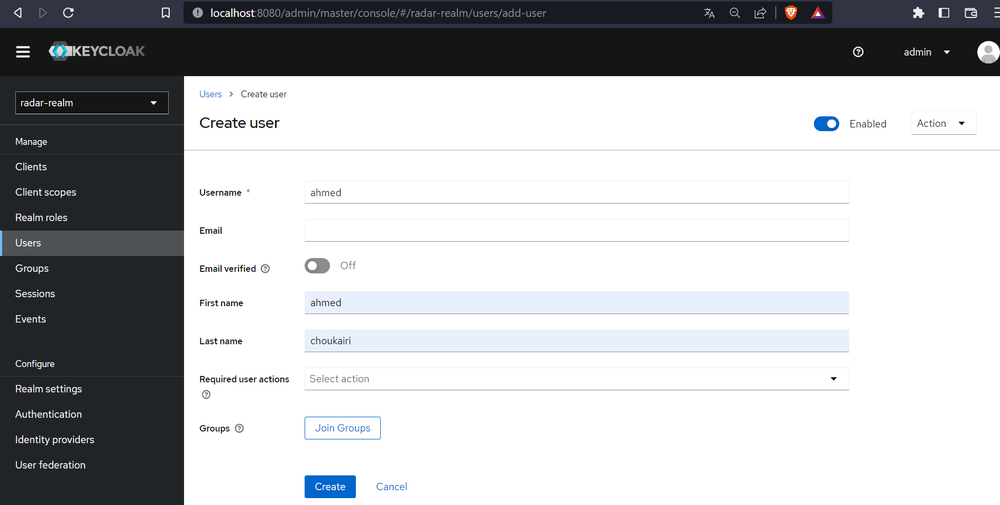 localhost:8080/admin/master/console/#/radar-realm/users/add-user
KEYCLOAK
admin
radar-realm
Manage
Clients
Client scopes
Realm roles
Users
Groups
Sessions
Events
Configure
Realm settings
Authentication
Identity providers
User federation
Users > Create user
Create user
Enabled
Action
Username *
ahmed
Email
Email verified
Off
First name
ahmed
Last name
choukairi
Required user actions
Select action
Groups
Join Groups
Create
Cancel